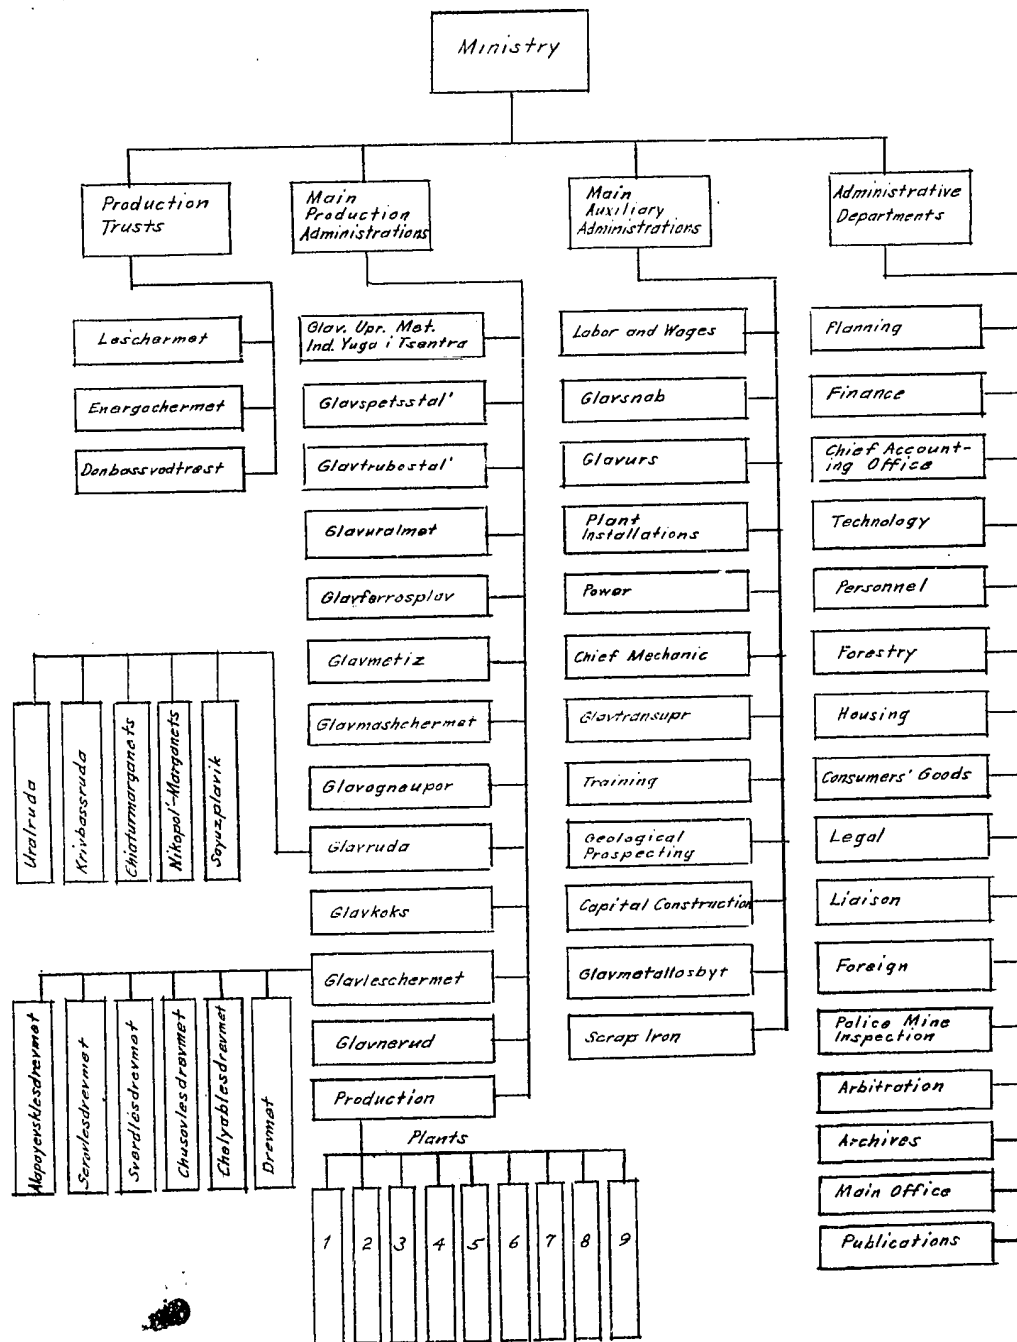 Ministry
Production
Trusts
Main
Production
Administrations
Main
Auxiliary
Administrations
Administrative
Departments
Leschermet
Energochermet
Donbassvodtrest
Glav. Upr. Met.
Ind. Yuga i Tsentra
Glavspetsstal'
Glavtrubostal'
Glavuralmet
Glavferrosplav
Glavmetiz
Glavmashchermet
Glavogneupor
Glavruda
Glavkoks
Glavleschermet
Glavnerud
Production
Labor and Wages
Glavsnab
Glavurs
Plant
Installations
Power
Chief Mechanic
Glavtransupr
Training
Geological
Prospecting
Capital Construction
Glavmetallosbyt
Scrap Iron
Planning
Finance
Chief Account-
ing Office
Technology
Personnel
Forestry
Housing
Consumers' Goods
Legal
Liaison
Foreign
Police Mine
Inspection
Arbitration
Archives
Main Office
Publications
Uralruda
Krivbassruda
Chiaturmarganets
Nikopol'-Marganets
Soyuzplavik
Alapayevsklesdrevmet
Serovlesdrevmet
Sverdlesdrevmet
Chusovlesdrevmet
Chelyablesdrevmet
Drevmet
Plants
1 2 3 4 5 6 7 8 9